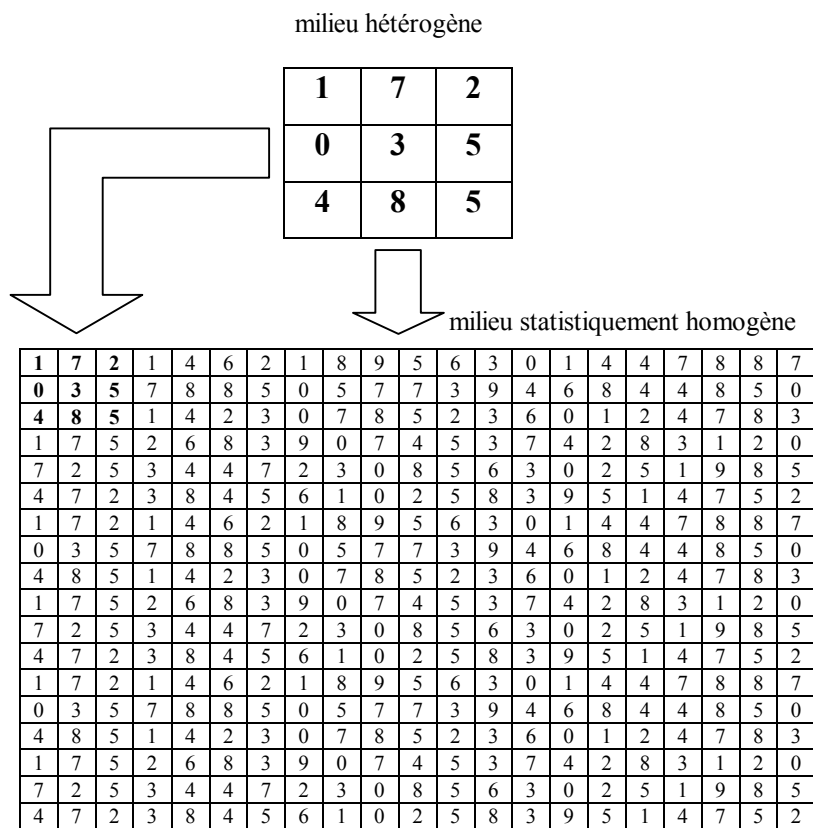 milieu hétérogène
1 7 2
0 3 5
4 8 5
milieu statistiquement homogène
1 7 2 1 4 6 2 1 8 9 5 6 3 0 1 4 4 7 8 8 7
0 3 5 7 8 8 5 0 5 7 7 3 9 4 6 8 4 4 8 5 0
4 8 5 1 4 2 3 0 7 8 5 2 3 6 0 1 2 4 7 8 3
1 7 5 2 6 8 3 9 0 7 4 5 3 7 4 2 8 3 1 2 0
7 2 5 3 4 4 7 2 3 0 8 5 6 3 0 2 5 1 9 8 5
4 7 2 3 8 4 5 6 1 0 2 5 8 3 9 5 1 4 7 5 2
1 7 2 1 4 6 2 1 8 9 5 6 3 0 1 4 4 7 8 8 7
0 3 5 7 8 8 5 0 5 7 7 3 9 4 6 8 4 4 8 5 0
4 8 5 1 4 2 3 0 7 8 5 2 3 6 0 1 2 4 7 8 3
1 7 5 2 6 8 3 9 0 7 4 5 3 7 4 2 8 3 1 2 0
7 2 5 3 4 4 7 2 3 0 8 5 6 3 0 2 5 1 9 8 5
4 7 2 3 8 4 5 6 1 0 2 5 8 3 9 5 1 4 7 5 2
1 7 2 1 4 6 2 1 8 9 5 6 3 0 1 4 4 7 8 8 7
0 3 5 7 8 8 5 0 5 7 7 3 9 4 6 8 4 4 8 5 0
4 8 5 1 4 2 3 0 7 8 5 2 3 6 0 1 2 4 7 8 3
1 7 5 2 6 8 3 9 0 7 4 5 3 7 4 2 8 3 1 2 0
7 2 5 3 4 4 7 2 3 0 8 5 6 3 0 2 5 1 9 8 5
4 7 2 3 8 4 5 6 1 0 2 5 8 3 9 5 1 4 7 5 2